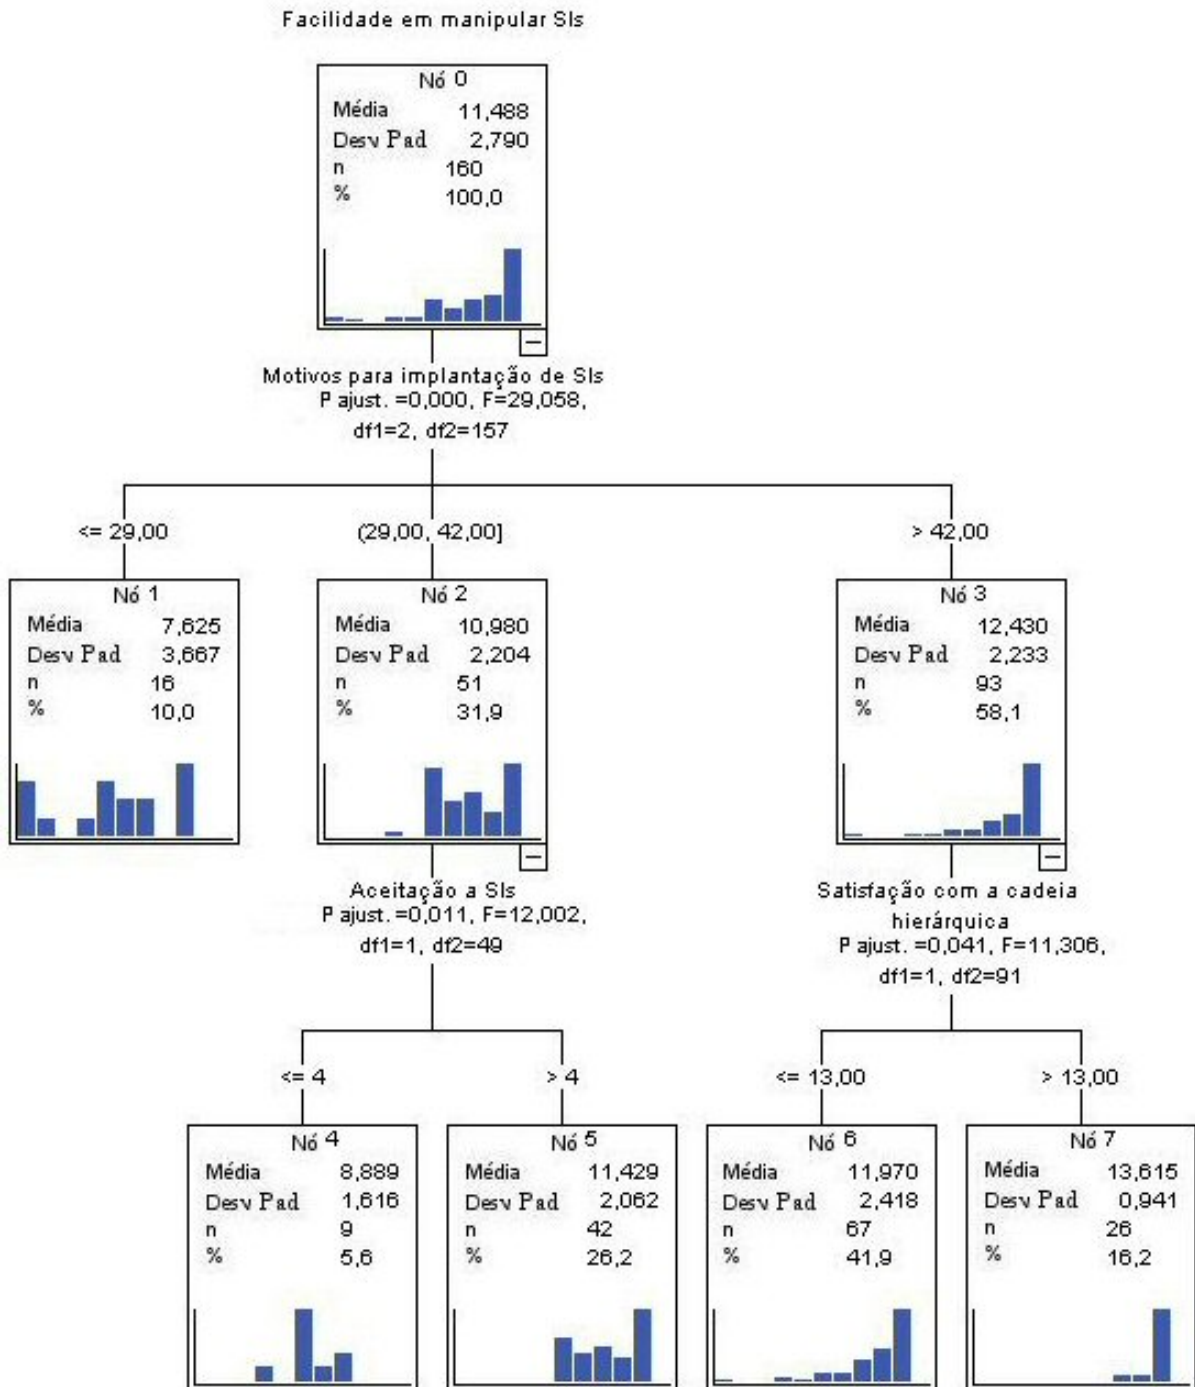 Facilidade em manipular SIs
Nó 0
Média 11,488
Desv Pad 2,790
n 160
% 100,0
Motivos para implantação de SIs
P ajust. =0,000, F=29,058,
df1=2, df2=157
<= 29,00
(29,00, 42,00]
> 42,00
Nó 1
Média 7,625
Desv Pad 3,667
n 16
% 10,0
Nó 2
Média 10,980
Desv Pad 2,204
n 51
% 31,9
Nó 3
Média 12,430
Desv Pad 2,233
n 93
% 58,1
Aceitação a SIs
P ajust. =0,011, F=12,002,
df1=1, df2=49
Satisfação com a cadeia
hierárquica
P ajust. =0,041, F=11,306,
df1=1, df2=91
<= 4
> 4
<= 13,00
> 13,00
Nó 4
Média 8,889
Desv Pad 1,616
n 9
% 5,6
Nó 5
Média 11,429
Desv Pad 2,062
n 42
% 26,2
Nó 6
Média 11,970
Desv Pad 2,418
n 67
% 41,9
Nó 7
Média 13,615
Desv Pad 0,941
n 26
% 16,2